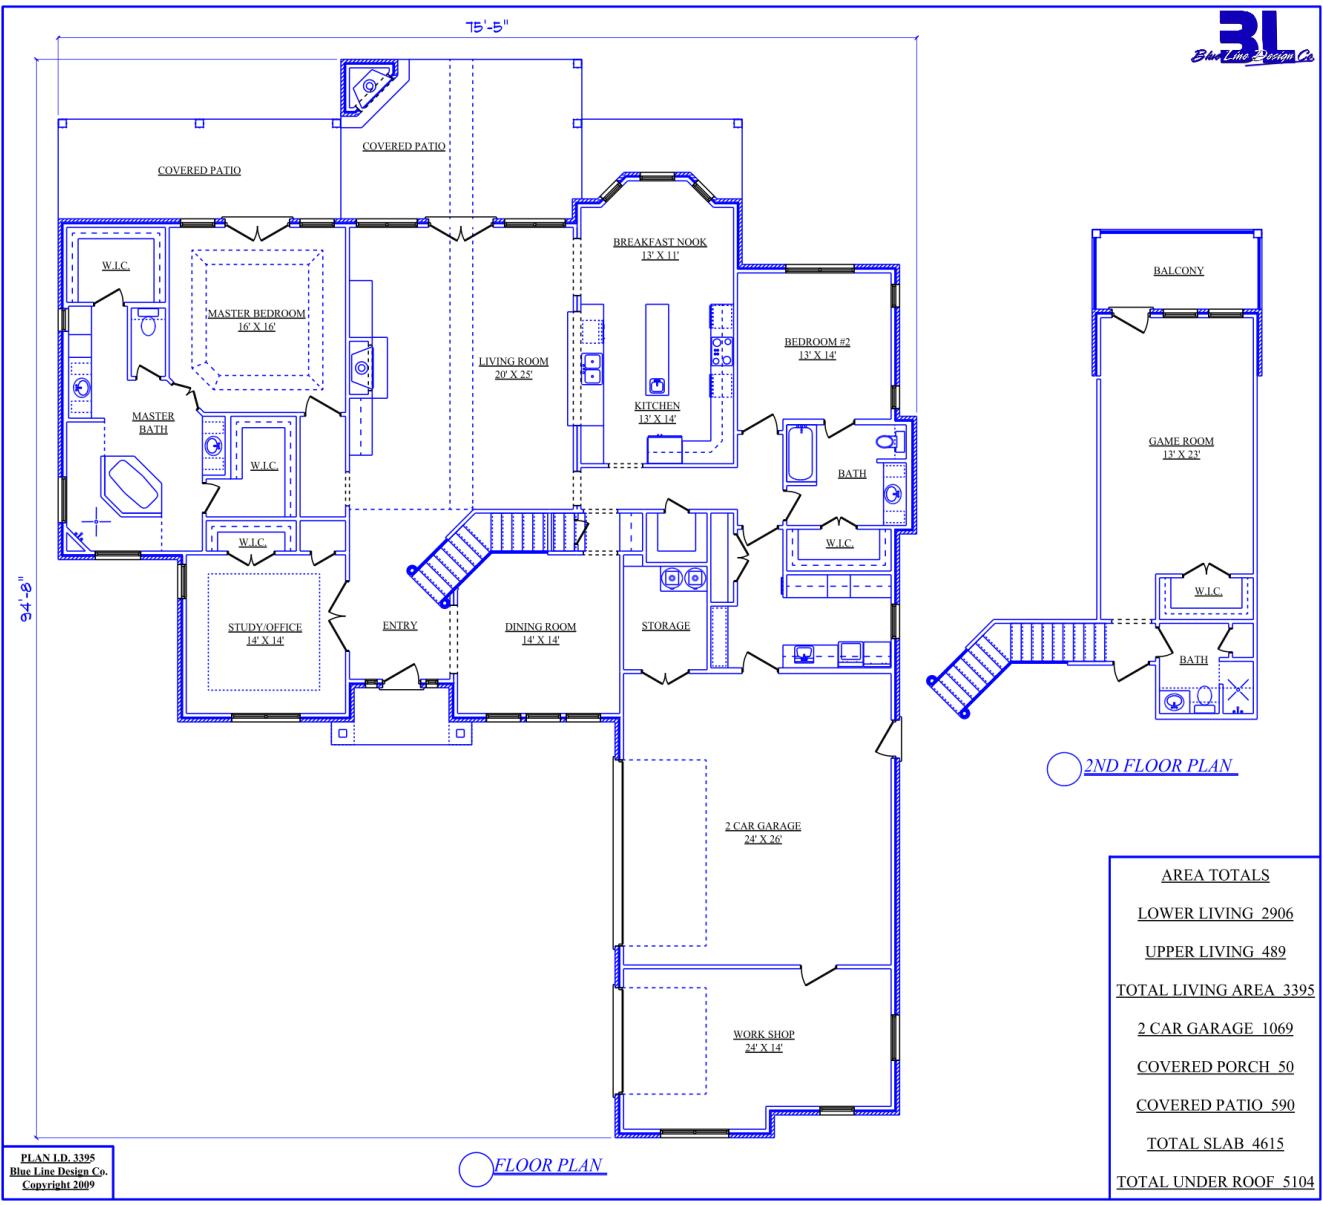 75'-5"
BL
Blue Line Design Co.
COVERED PATIO
COVERED PATIO
BREAKFAST NOOK
13' X 11'
W.I.C.
MASTER BEDROOM
16' X 16'
LIVING ROOM
20' X 25'
BEDROOM #2
13' X 14'
KITCHEN
13' X 14'
MASTER
BATH
W.I.C.
BATH
W.I.C.
W.I.C.
STUDY/OFFICE
14' X 14'
ENTRY
DINING ROOM
14' X 14'
STORAGE
94'-8"
2 CAR GARAGE
24' X 26'
WORK SHOP
24' X 14'
FLOOR PLAN
BALCONY
GAME ROOM
13' X 23'
W.I.C.
BATH
2ND FLOOR PLAN
AREA TOTALS
LOWER LIVING 2906
UPPER LIVING 489
TOTAL LIVING AREA 3395
2 CAR GARAGE 1069
COVERED PORCH 50
COVERED PATIO 590
TOTAL SLAB 4615
TOTAL UNDER ROOF 5104
PLAN I.D. 3395
Blue Line Design Co.
Copyright 2009